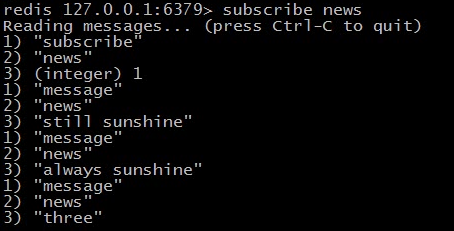 redis 127.0.0.1:6379> subscribe news
Reading messages... (press Ctrl-C to quit)
1) "subscribe"
2) "news"
3) (integer) 1
1) "message"
2) "news"
3) "still sunshine"
1) "message"
2) "news"
3) "always sunshine"
1) "message"
2) "news"
3) "three"